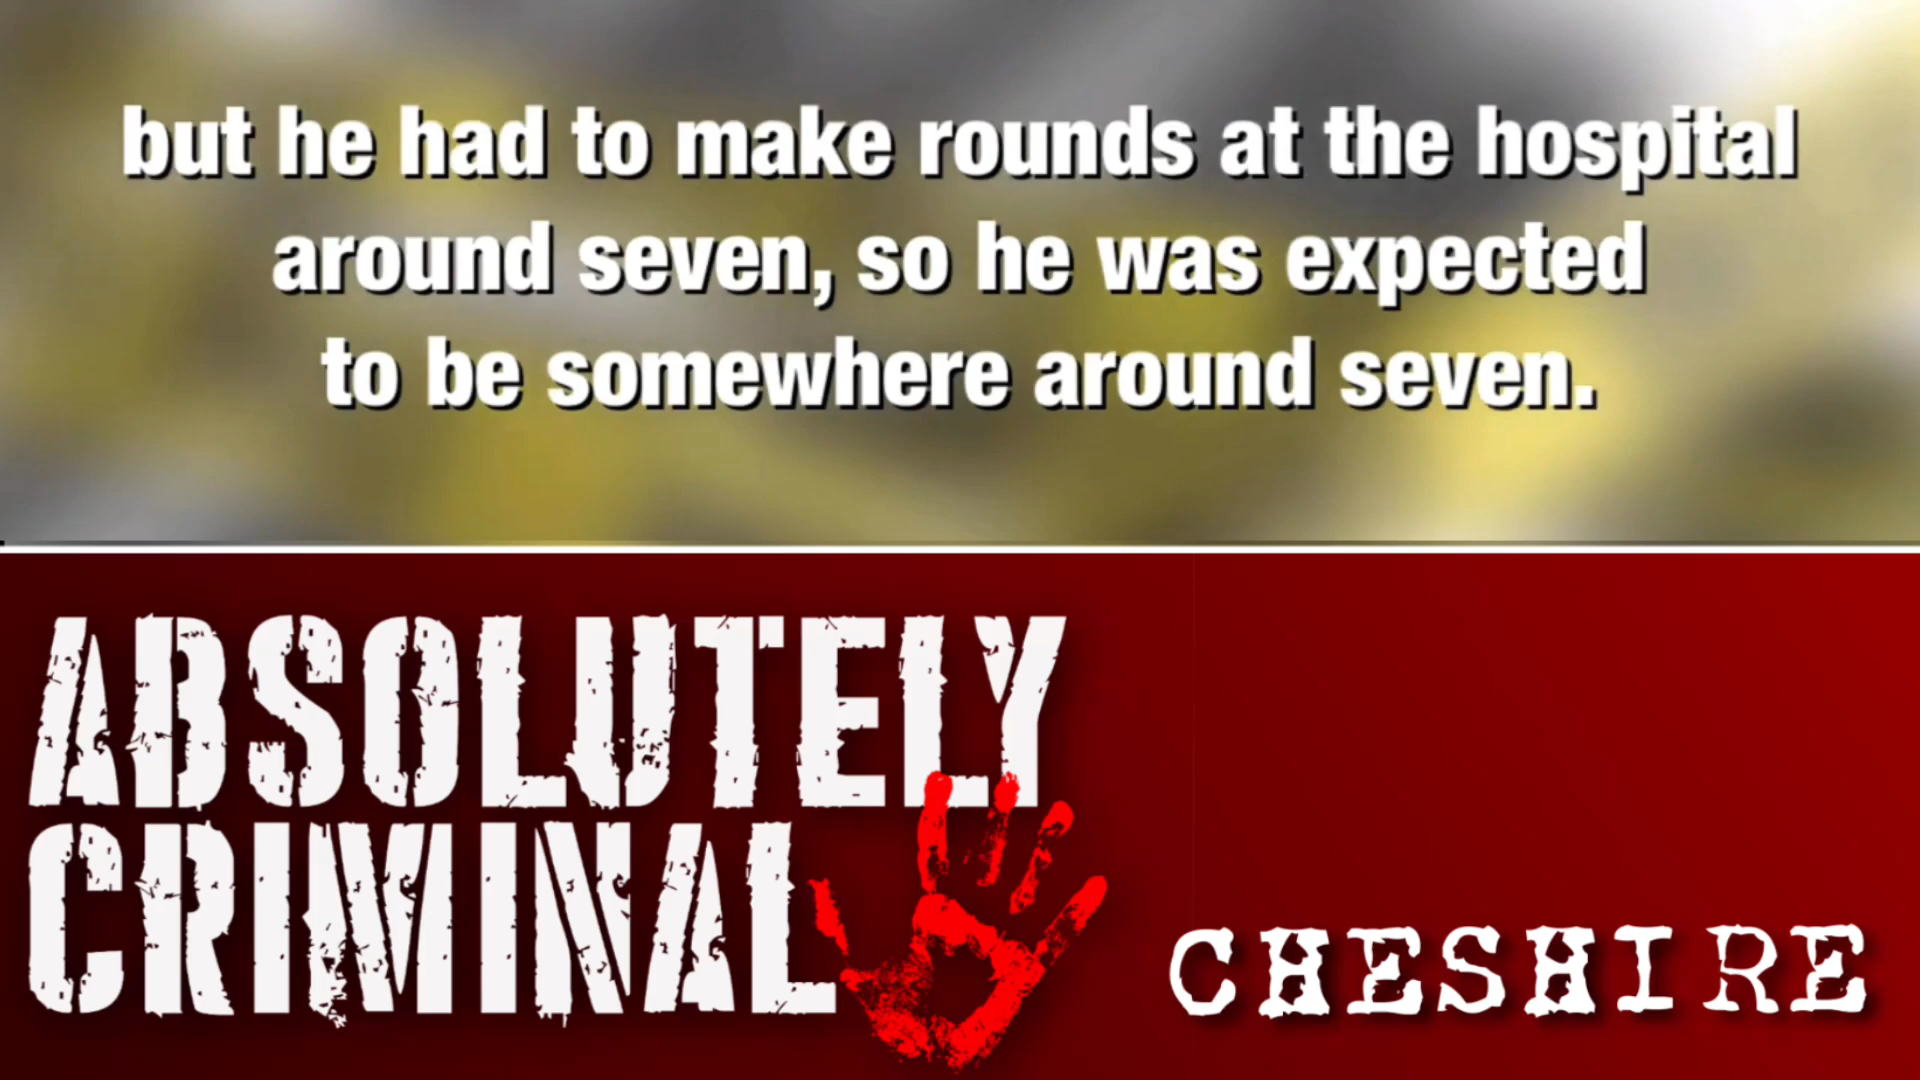 but he had to make rounds at the hospital
around seven, so he was expected
to be somewhere around seven.
ABSOLUTELY
CRIMINAL
CHESHIRE